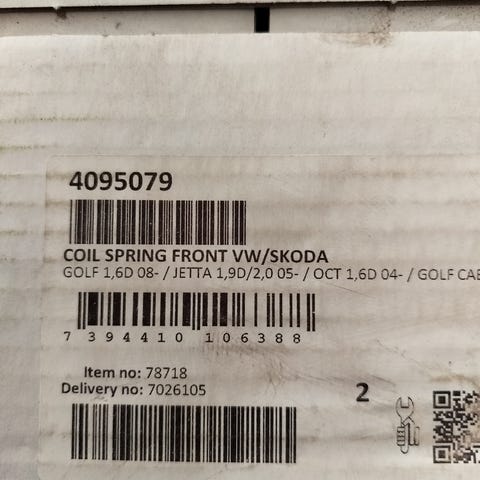 4095079
COIL SPRING FRONT VW/SKODA
GOLF 1,6D 08- / JETTA 1,9D/2,0 05- / OCT 1,6D 04- / GOLF CAB
7 394410 106388
Item no: 78718
Delivery no: 7026105
2